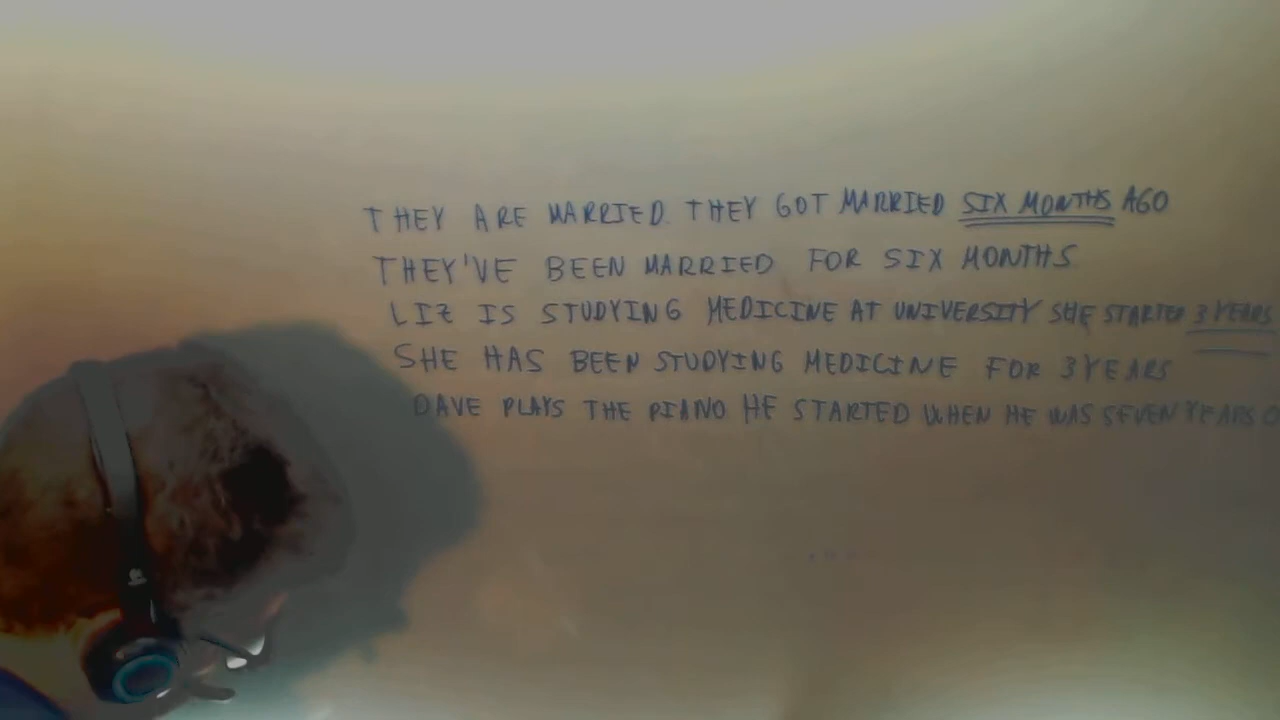 THEY ARE MARRIED. THEY GOT MARRIED SIX MONTHS AGO
THEY'VE BEEN MARRIED FOR SIX MONTHS.
LIZ IS STUDYING MEDICINE AT UNIVERSITY SHE STARTED 3 YEARS
SHE HAS BEEN STUDYING MEDICINE FOR 3 YEARS
DAVE PLAYS THE PIANO HE STARTED WHEN HE WAS SEVEN YEARS